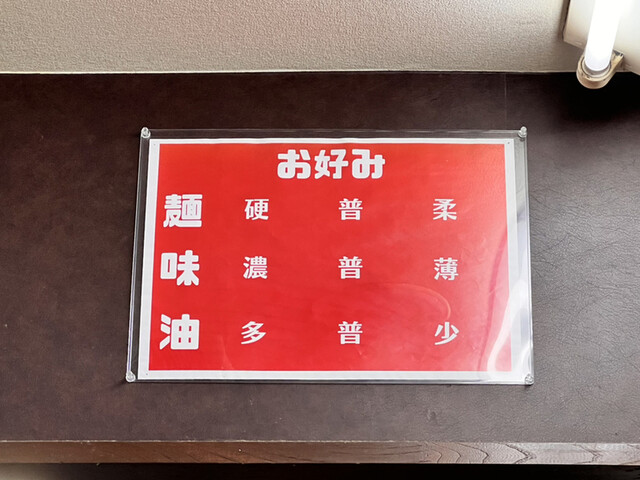 お好み
麺 硬 普 柔
味 濃 普 薄
油 多 普 少